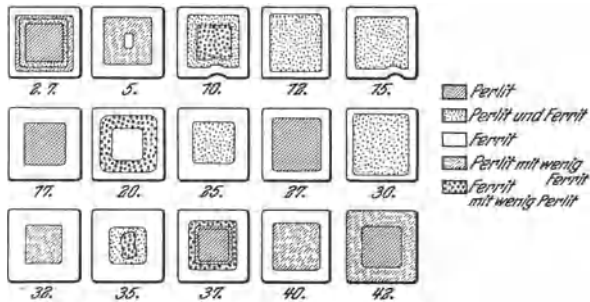 2. 7.
5.
10.
12.
15.
17.
20.
25.
27.
30.
32.
35.
37.
40.
42.
Perlit
Perlit und Ferrit
Ferrit
Perlit mit wenig
Ferrit
Ferrit
mit wenig Perlit